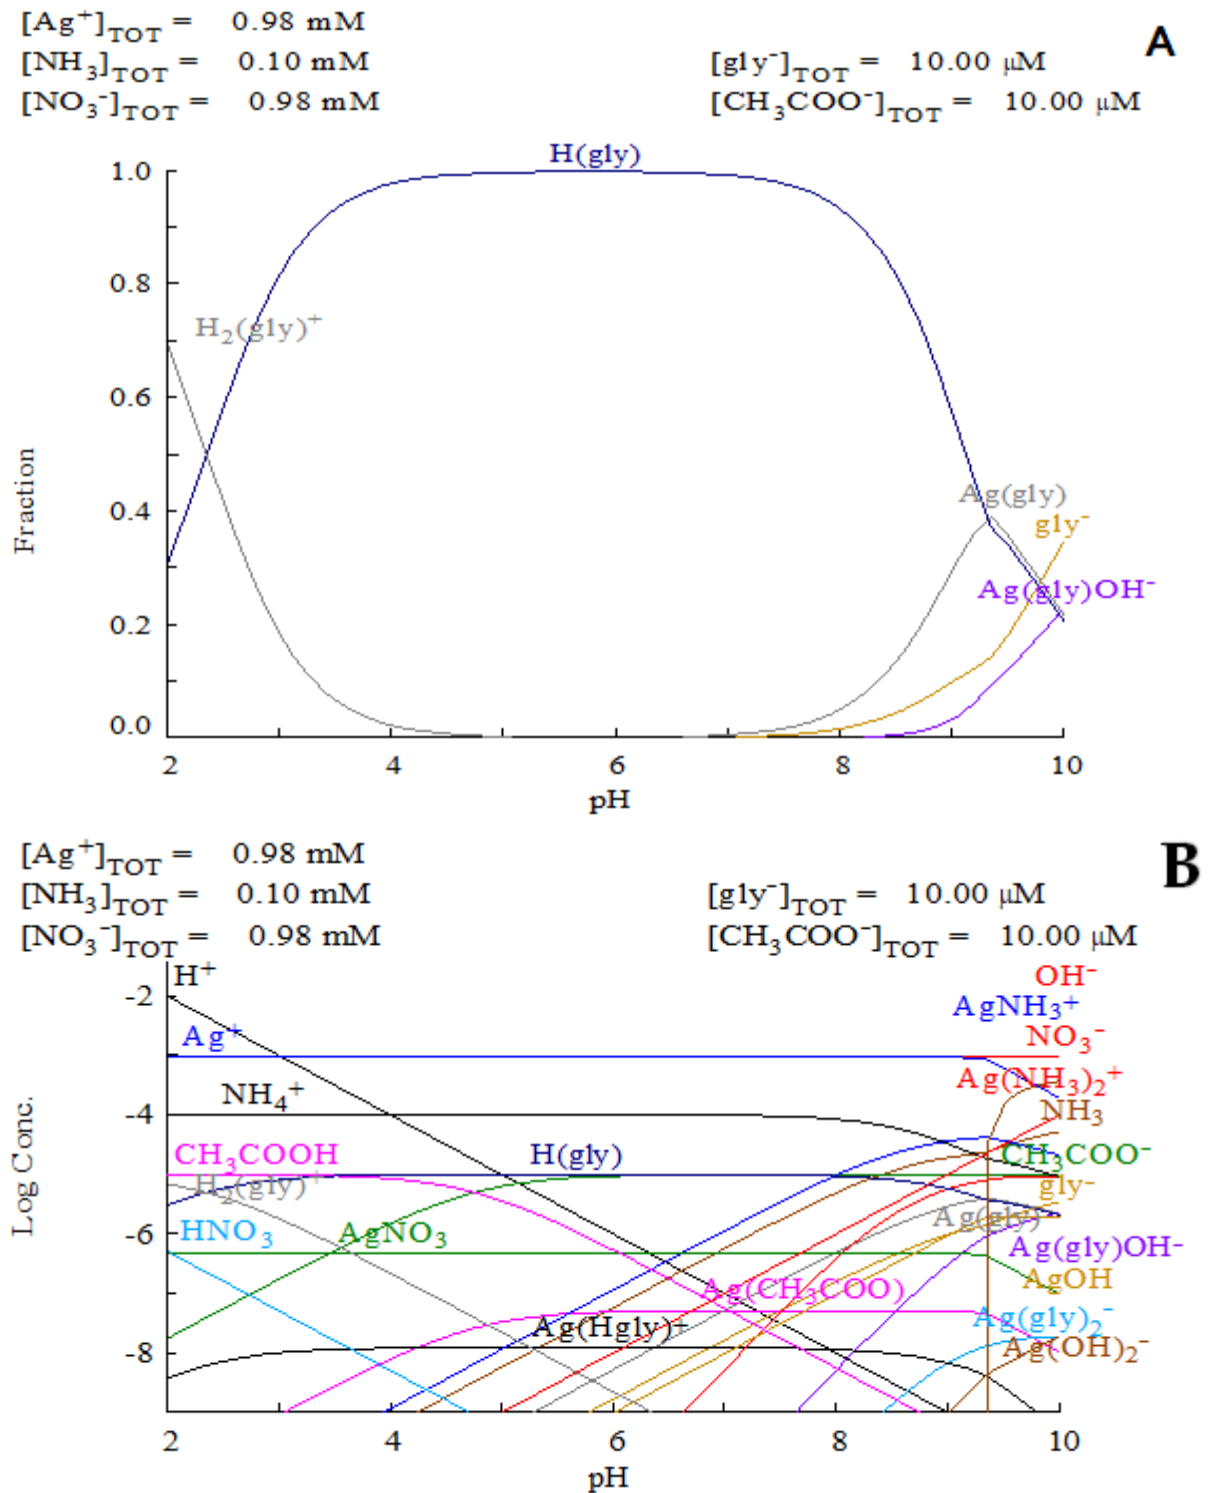 [Ag⁺]TOT = 0.98 mM
[NH₃]TOT = 0.10 mM
[NO₃⁻]TOT = 0.98 mM
[gly⁻]TOT = 10.00 μM
[CH₃COO⁻]TOT = 10.00 μM
A
H(gly)
1.0
0.8
H₂(gly)⁺
0.6
Ag(gly)
0.4
gly⁻
Ag(gly)OH⁻
0.2
0.0
Fraction
2 4 6 8 10
pH
[Ag⁺]TOT = 0.98 mM
[NH₃]TOT = 0.10 mM
[NO₃⁻]TOT = 0.98 mM
[gly⁻]TOT = 10.00 μM
[CH₃COO⁻]TOT = 10.00 μM
B
H⁺
OH⁻
-2
AgNH₃⁺
Ag⁺
NO₃⁻
Ag(NH₃)₂⁺
NH₄⁺
NH₃
-4
CH₃COOH
H(gly)
CH₃COO⁻
H₂(gly)⁺
gly⁻
Ag(gly)
HNO₃
AgNO₃
-6
Ag(gly)OH⁻
AgOH
Ag(CH₃COO)
Ag(gly)₂⁻
Ag(Hgly)⁺
Ag(OH)₂⁻
-8
Log Conc.
2 4 6 8 10
pH